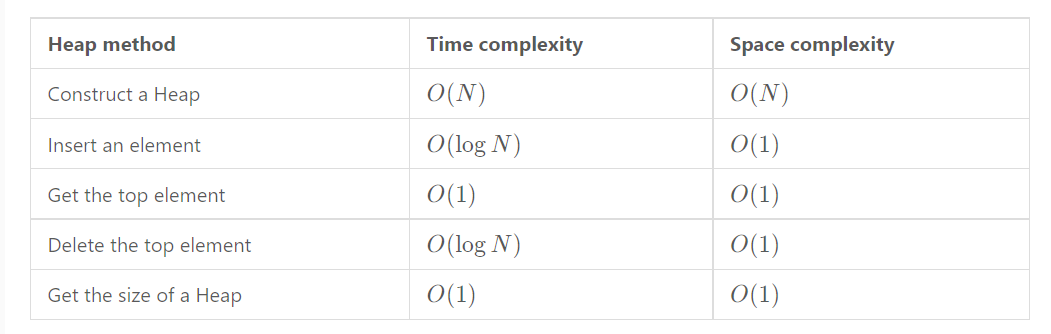 Heap method Time complexity Space complexity
Construct a Heap O(N) O(N)
Insert an element O(log N) O(1)
Get the top element O(1) O(1)
Delete the top element O(log N) O(1)
Get the size of a Heap O(1) O(1)